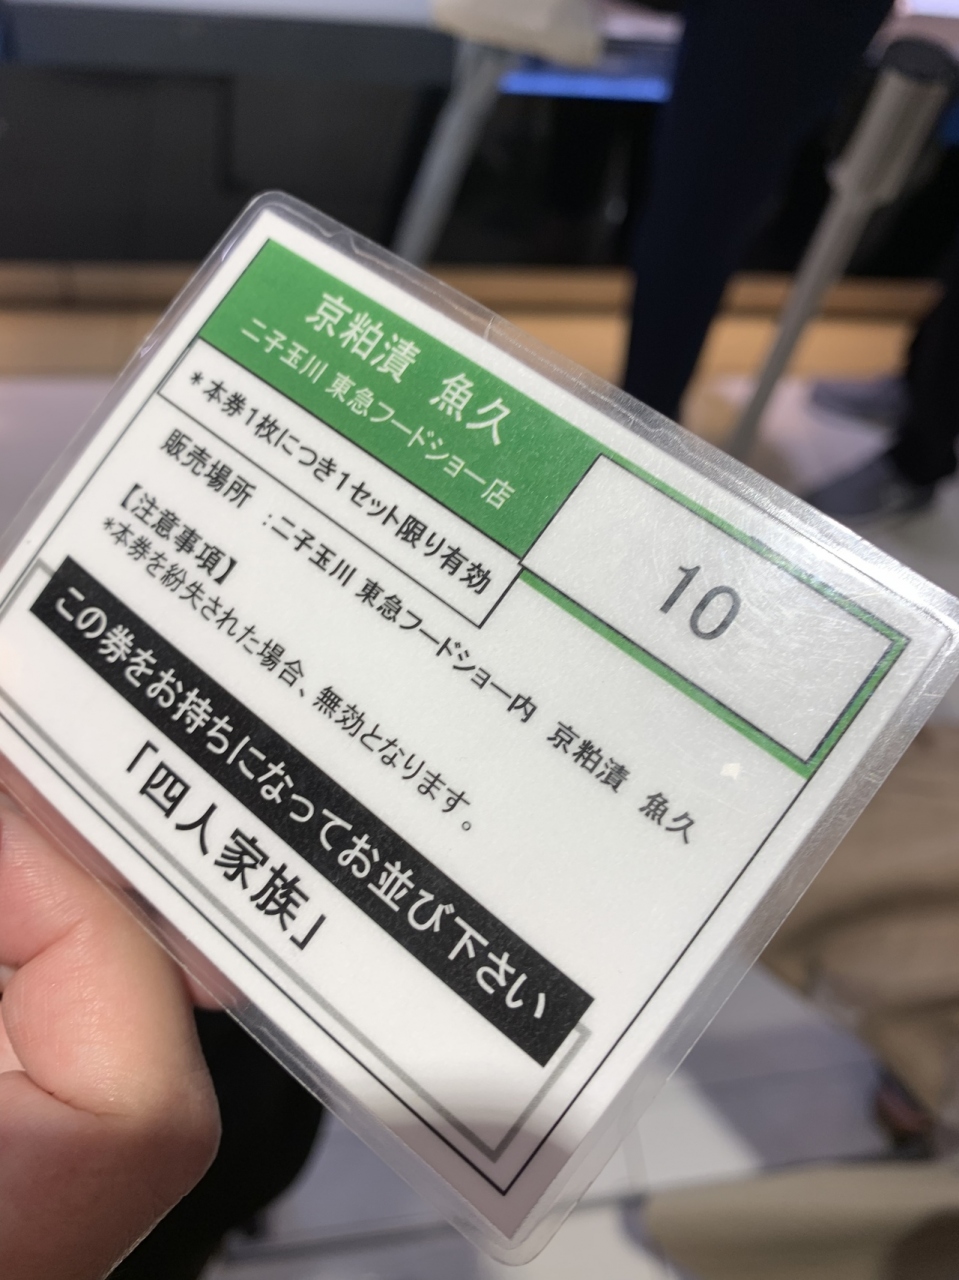 京粕漬 魚久
二子玉川 東急フードショー店
10
*本券1枚につき1セット限り有効
販売場所 :二子玉川 東急フードショー内 京粕漬 魚久
【注意事項】
*本券を紛失された場合、無効となります。
この券をお持ちになってお並び下さい
「四人家族」